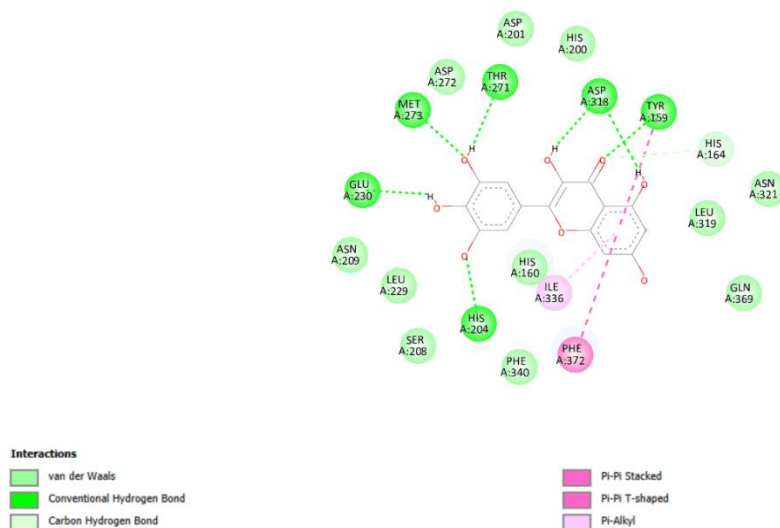 ASP
A:201
HIS
A:200
ASP
A:272
THR
A:271
MET
A:273
ASP
A:318
TYR
A:159
HIS
A:164
GLU
A:230
ASN
A:321
LEU
A:319
ASN
A:209
LEU
A:229
HIS
A:160
ILE
A:336
GLN
A:369
HIS
A:204
SER
A:208
PHE
A:340
PHE
A:372
H
H
H
H
O
O
O
O
O
O
O
O
Interactions
van der Waals
Conventional Hydrogen Bond
Carbon Hydrogen Bond
Pi-Pi Stacked
Pi-Pi T-shaped
Pi-Alkyl